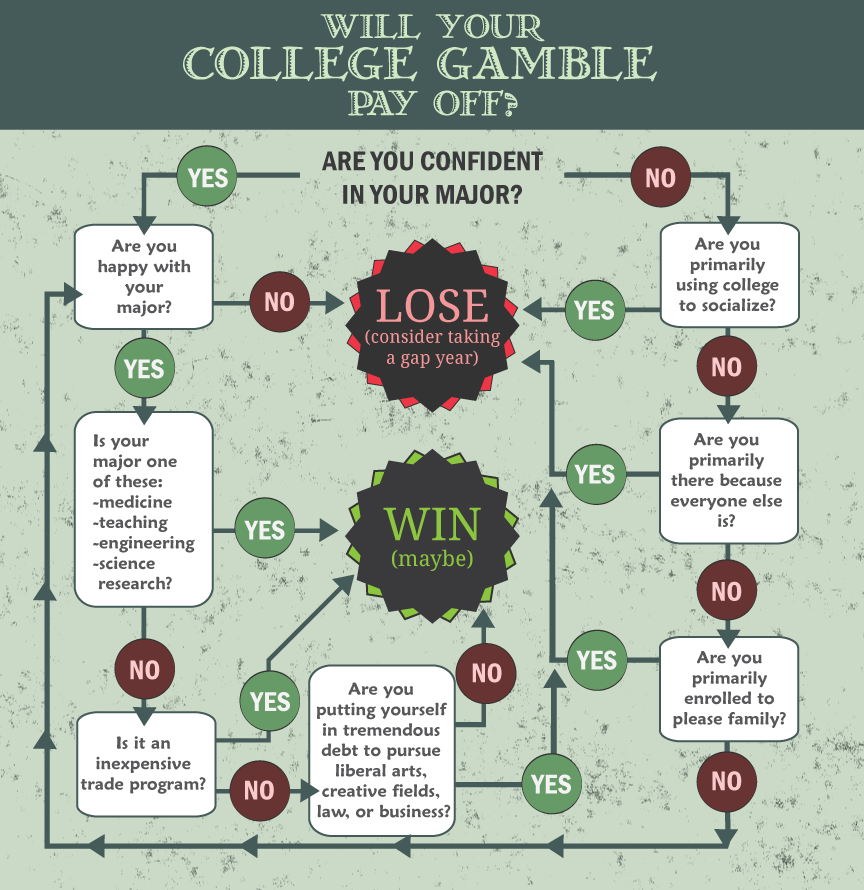 WILL YOUR
COLLEGE GAMBLE
PAY OFF?
ARE YOU CONFIDENT
IN YOUR MAJOR?
YES
NO
Are you
happy with
your
major?
NO
LOSE
(consider taking
a gap year)
YES
Are you
primarily
using college
to socialize?
YES
NO
Is your
major one
of these:
-medicine
-teaching
-engineering
-science
research?
YES
WIN
(maybe)
YES
Are you
primarily
there because
everyone else
is?
NO
NO
YES
Are you
primarily
enrolled to
please family?
YES
NO
Is it an
inexpensive
trade program?
NO
Are you
putting yourself
in tremendous
debt to pursue
liberal arts,
creative fields,
law, or business?
YES
NO